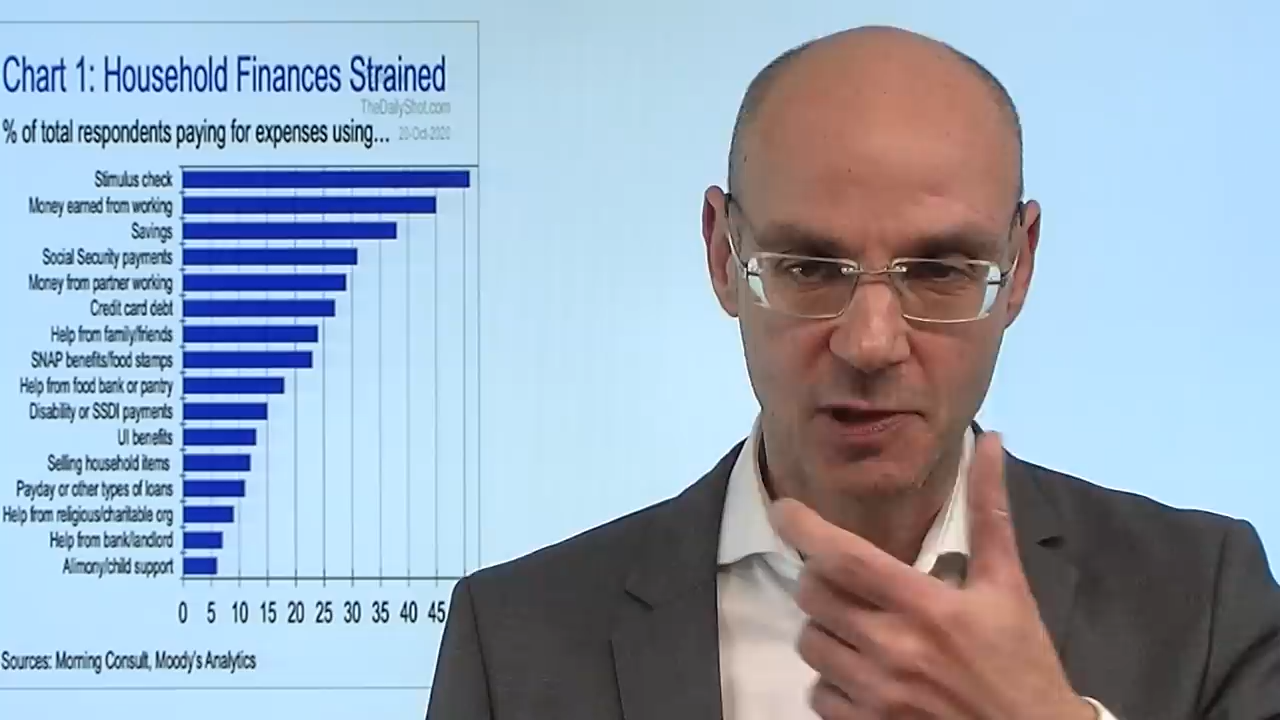 Chart 1: Household Finances Strained
TheDailyShot.com
% of total respondents paying for expenses using...
20-Oct-2020
Stimulus check
Money earned from working
Savings
Social Security payments
Money from partner working
Credit card debt
Help from family/friends
SNAP benefits/food stamps
Help from food bank or pantry
Disability or SSDI payments
UI benefits
Selling household items
Payday or other types of loans
Help from religious/charitable org
Help from bank/landlord
Alimony/child support
0 5 10 15 20 25 30 35 40 45
Sources: Morning Consult, Moody's Analytics